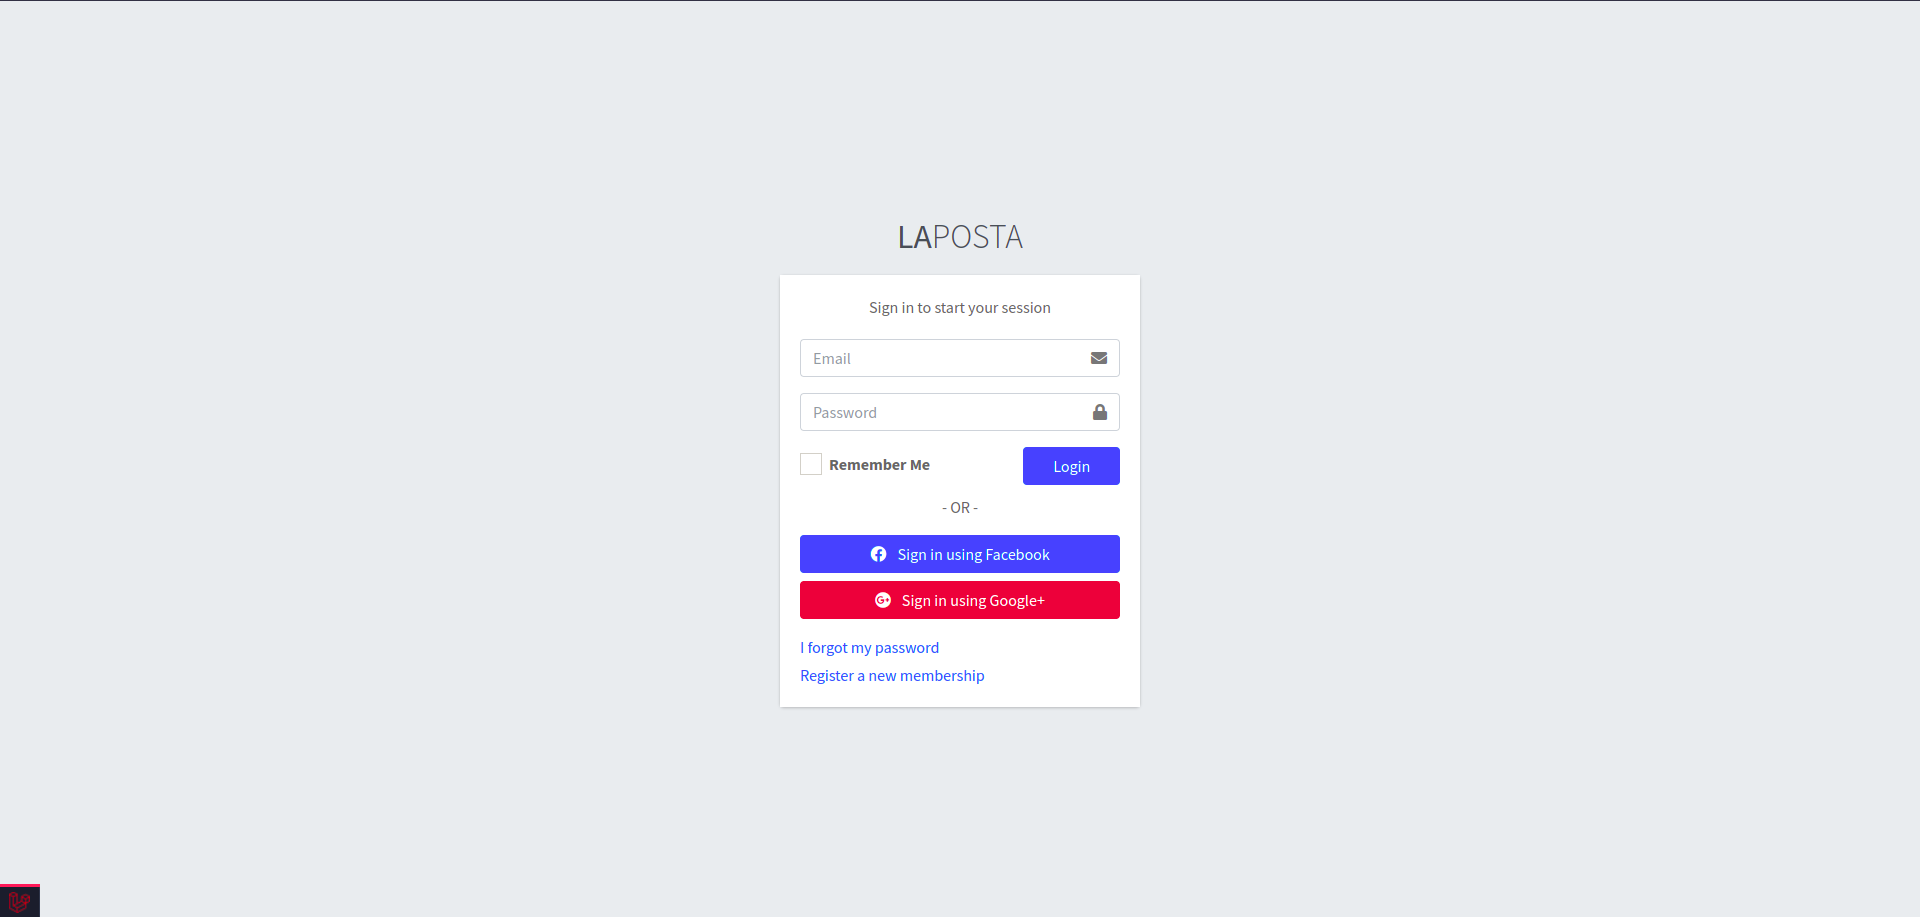 LAPOSTA
Sign in to start your session
Email
Password
Remember Me
Login
- OR -
Sign in using Facebook
Sign in using Google+
I forgot my password
Register a new membership